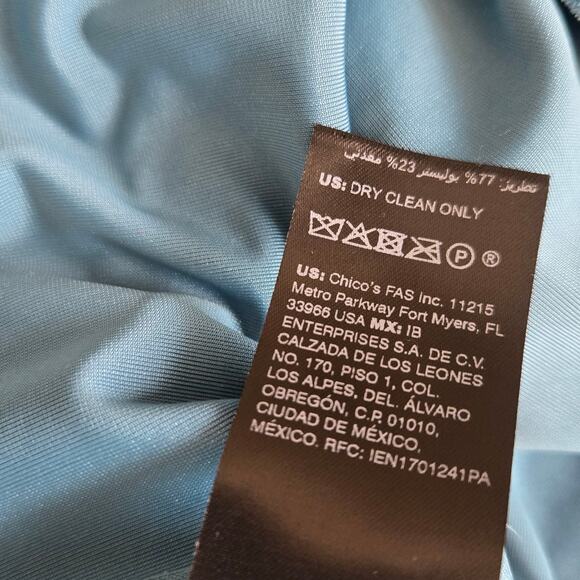 تطريز: 77% بوليستر 23% معدني
US: DRY CLEAN ONLY
P ®
US: Chico's FAS Inc. 11215
Metro Parkway Fort Myers, FL
33966 USA MX: IB
ENTERPRISES S.A. DE C.V.
CALZADA DE LOS LEONES
NO. 170, PISO 1, COL.
LOS ALPES, DEL. ÁLVARO
OBREGÓN, C.P. 01010,
CIUDAD DE MÉXICO,
MÉXICO. RFC: IEN1701241PA